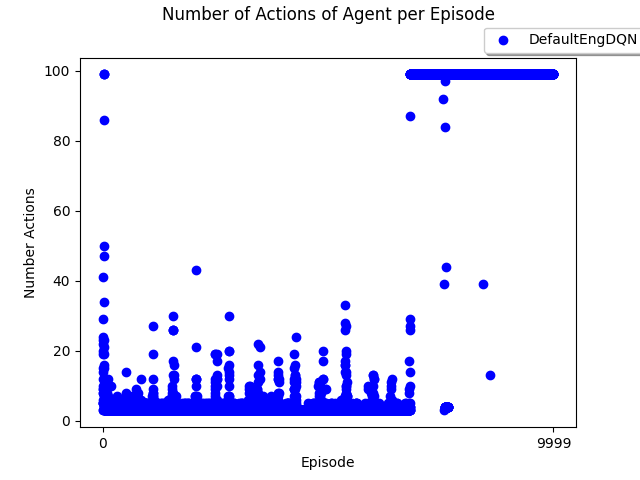 Number of Actions of Agent per Episode
DefaultEngDQN
100
80
60
40
20
0
Number Actions
0
9999
Episode